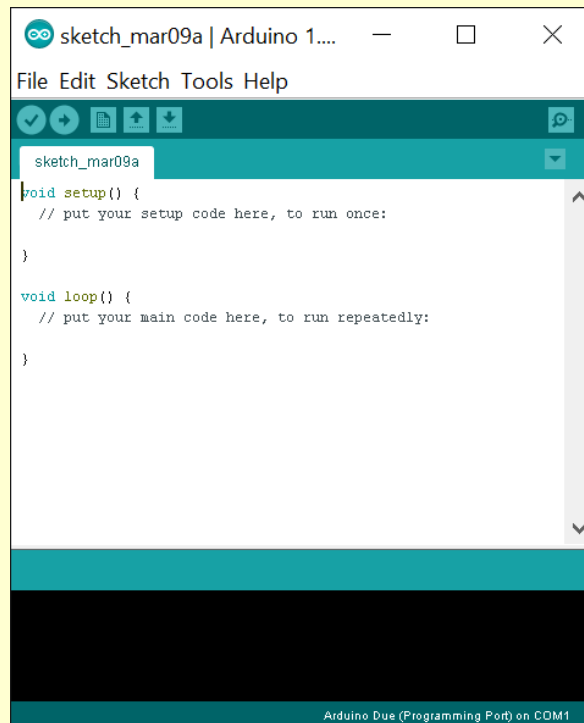 sketch_mar09a | Arduino 1....
File Edit Sketch Tools Help
sketch_mar09a
void setup() {
  // put your setup code here, to run once:
}
void loop() {
  // put your main code here, to run repeatedly:
}
Arduino Due (Programming Port) on COM1